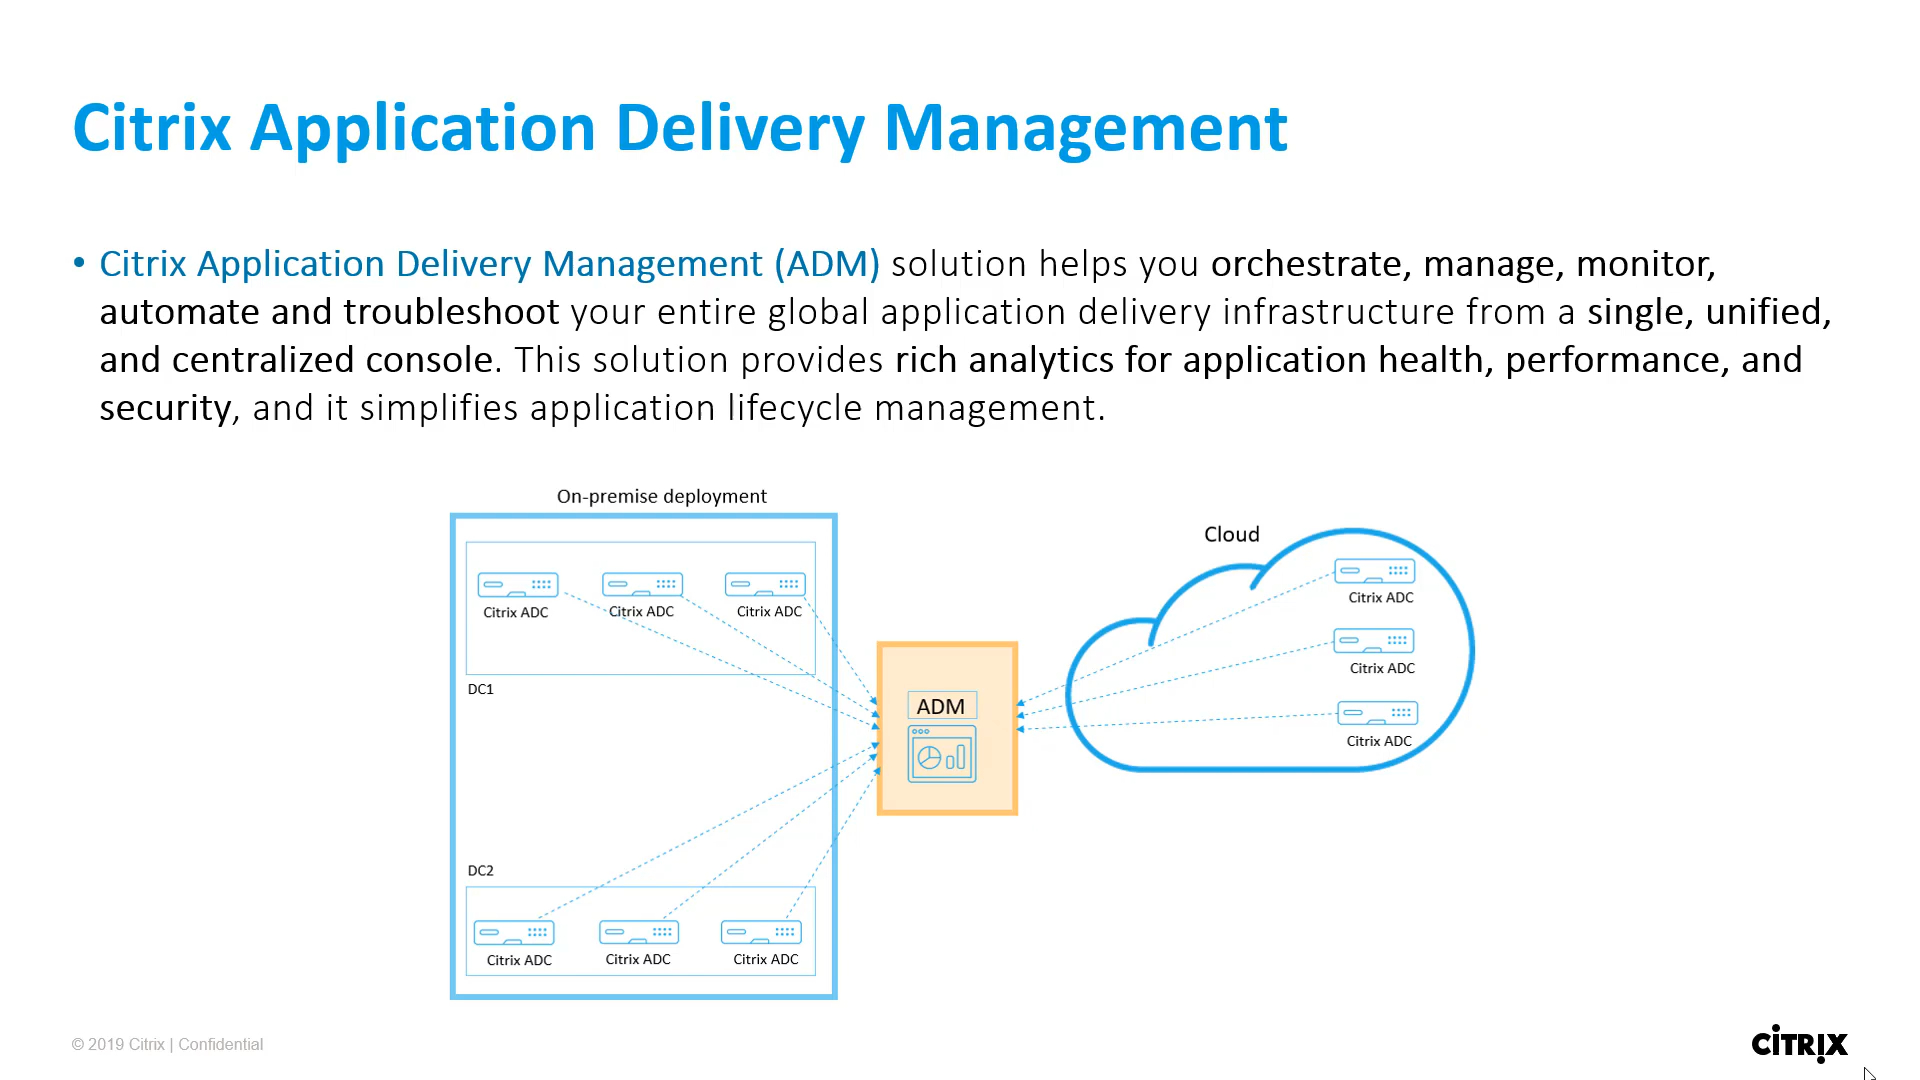 Citrix Application Delivery Management
• Citrix Application Delivery Management (ADM) solution helps you orchestrate, manage, monitor,
automate and troubleshoot your entire global application delivery infrastructure from a single, unified,
and centralized console. This solution provides rich analytics for application health, performance, and
security, and it simplifies application lifecycle management.
On-premise deployment
Citrix ADC
Citrix ADC
Citrix ADC
DC1
DC2
Citrix ADC
Citrix ADC
Citrix ADC
ADM
Cloud
Citrix ADC
Citrix ADC
Citrix ADC
© 2019 Citrix | Confidential
CITRIX